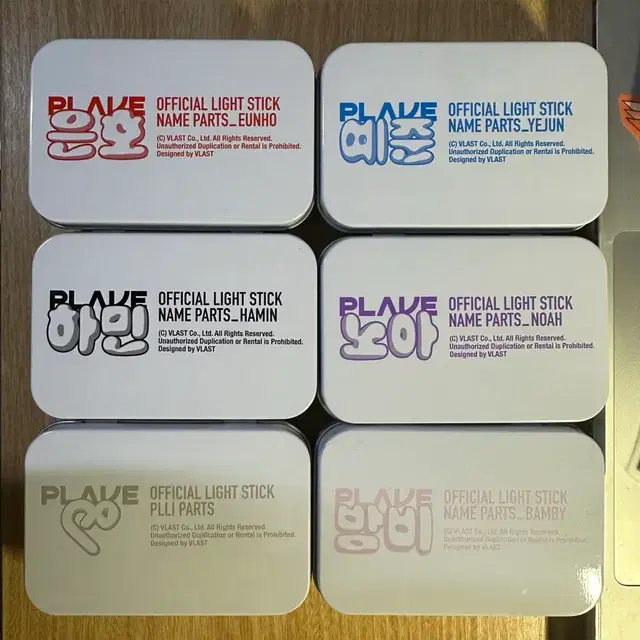 PLAVE
은호
OFFICIAL LIGHT STICK
NAME PARTS_EUNHO
(C) VLAST Co., Ltd. All Rights Reserved.
Unauthorized Duplication or Rental is Prohibited.
Designed by VLAST
PLAVE
예준
OFFICIAL LIGHT STICK
NAME PARTS_YEJUN
(C) VLAST Co., Ltd. All Rights Reserved.
Unauthorized Duplication or Rental is Prohibited.
Designed by VLAST
PLAVE
하민
OFFICIAL LIGHT STICK
NAME PARTS_HAMIN
(C) VLAST Co., Ltd. All Rights Reserved.
Unauthorized Duplication or Rental is Prohibited.
Designed by VLAST
PLAVE
노아
OFFICIAL LIGHT STICK
NAME PARTS_NOAH
(C) VLAST Co., Ltd. All Rights Reserved.
Unauthorized Duplication or Rental is Prohibited.
Designed by VLAST
PLAVE
OFFICIAL LIGHT STICK
PLLI PARTS
(C) VLAST Co., Ltd. All Rights Reserved.
Unauthorized Duplication or Rental is Prohibited.
Designed by VLAST
PLAVE
밤비
OFFICIAL LIGHT STICK
NAME PARTS_BAMBY
(C) VLAST Co., Ltd. All Rights Reserved.
Unauthorized Duplication or Rental is Prohibited.
Designed by VLAST